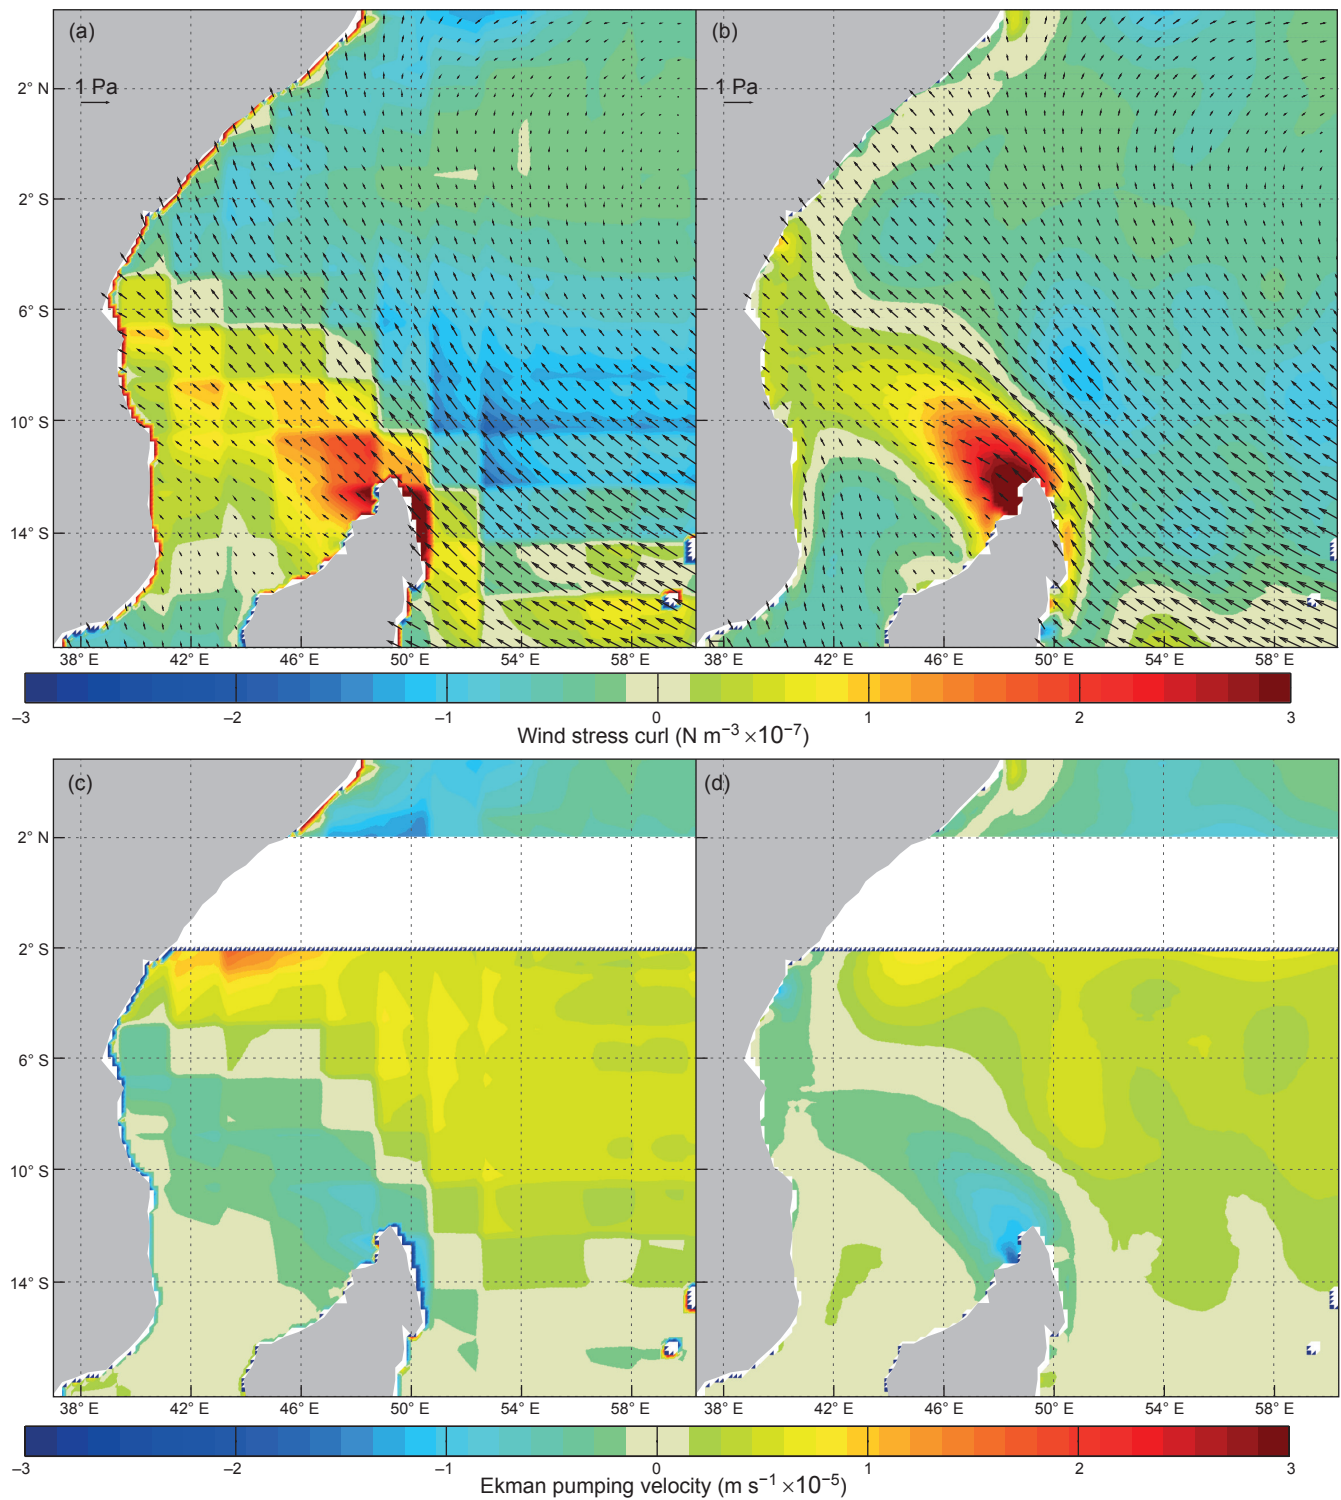 (a) (b)
1 Pa 1 Pa
2° N
2° S
6° S
10° S
14° S
38° E 42° E 46° E 50° E 54° E 58° E 38° E 42° E 46° E 50° E 54° E 58° E
–3 –2 –1 0 1 2 3
Wind stress curl (N m−3 ×10−7)
(c) (d)
2° N
2° S
6° S
10° S
14° S
38° E 42° E 46° E 50° E 54° E 58° E 38° E 42° E 46° E 50° E 54° E 58° E
–3 –2 –1 0 1 2 3
Ekman pumping velocity (m s−1 ×10−5)